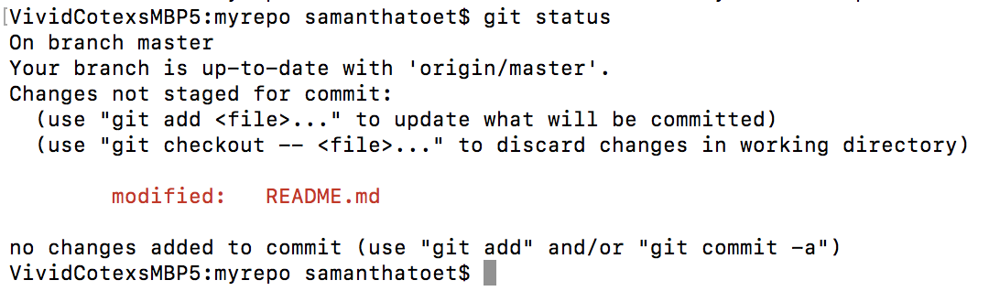 [VividCotexsMBP5:myrepo samanthatoet$ git status
On branch master
Your branch is up-to-date with 'origin/master'.
Changes not staged for commit:
  (use "git add <file>..." to update what will be committed)
  (use "git checkout -- <file>..." to discard changes in working directory)

        modified:   README.md

no changes added to commit (use "git add" and/or "git commit -a")
VividCotexsMBP5:myrepo samanthatoet$